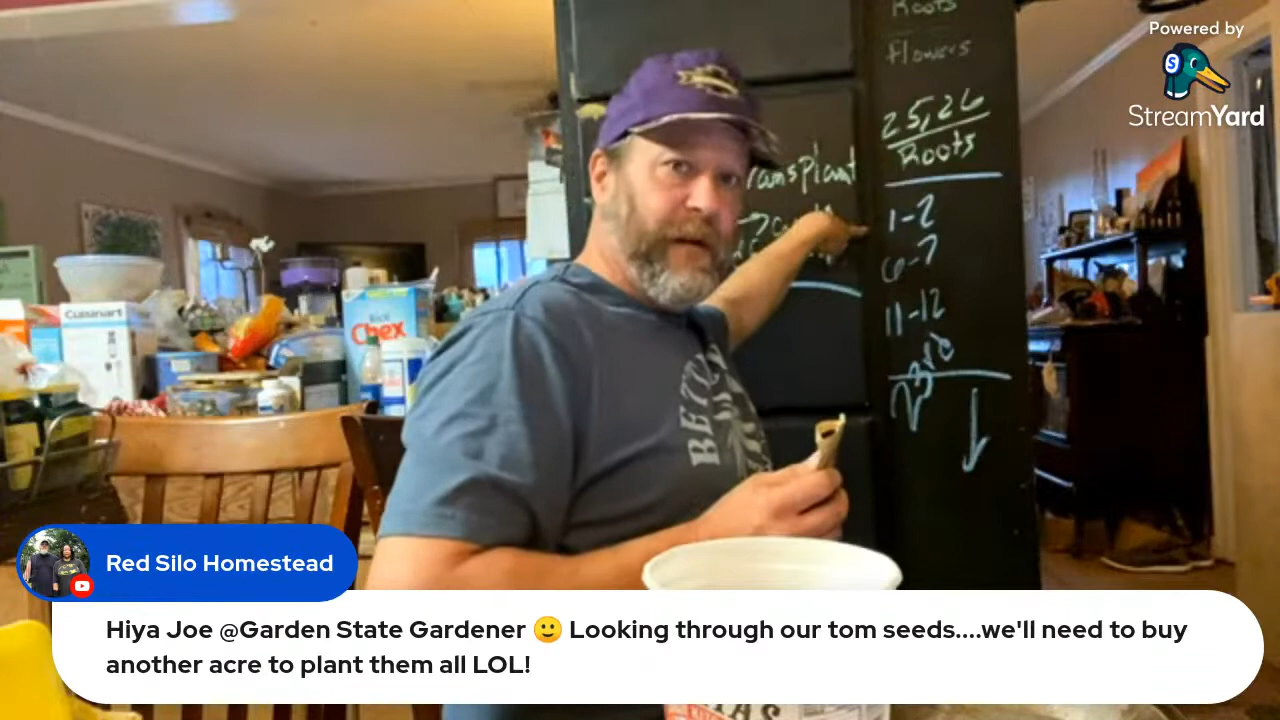 Powered by
StreamYard
Roots
Flowers
25,26
Roots
1-2
6-7
11-12
Transplant
Cuisinart
Chex
Red Silo Homestead
Hiya Joe @Garden State Gardener 🙂 Looking through our tom seeds....we'll need to buy
another acre to plant them all LOL!